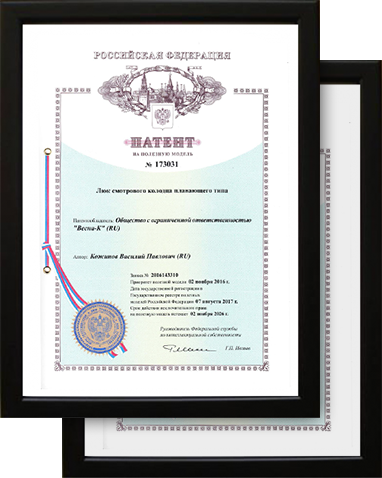 РОССИЙСКАЯ ФЕДЕРАЦИЯ
ПАТЕНТ
НА ПОЛЕЗНУЮ МОДЕЛЬ
№ 173031
Люк смотрового колодца плавающего типа
Патентообладатель: Общество с ограниченной ответственностью
"Весна-К" (RU)
Автор: Кожинов Василий Павлович (RU)
Заявка № 2016143310
Приоритет полезной модели 02 ноября 2016 г.
Дата государственной регистрации в
Государственном реестре полезных
моделей Российской Федерации 07 августа 2017 г.
Срок действия исключительного права
на полезную модель истекает 02 ноября 2026 г.
Руководитель Федеральной службы
по интеллектуальной собственности
Г.П. Ивлиев